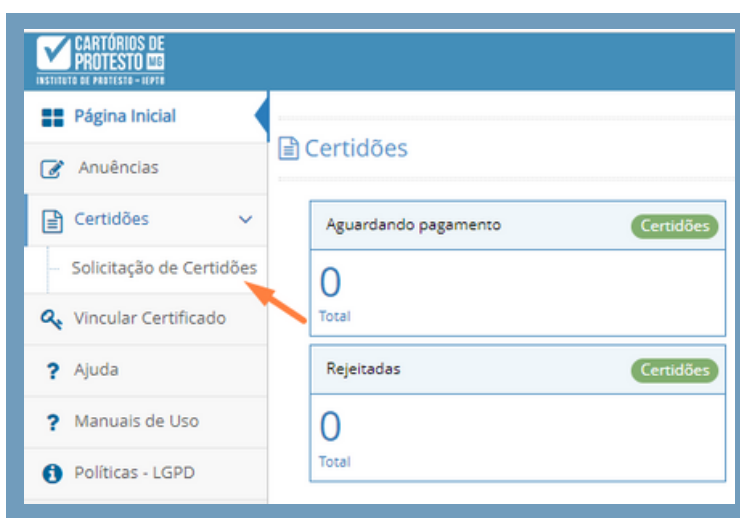 CARTÓRIOS DE
PROTESTO MG
INSTITUTO DE PROTESTO - IEPTB
Página Inicial
Anuências
Certidões
Solicitação de Certidões
Vincular Certificado
? Ajuda
? Manuais de Uso
Políticas - LGPD
Certidões
Aguardando pagamento Certidões
0
Total
Rejeitadas Certidões
0
Total